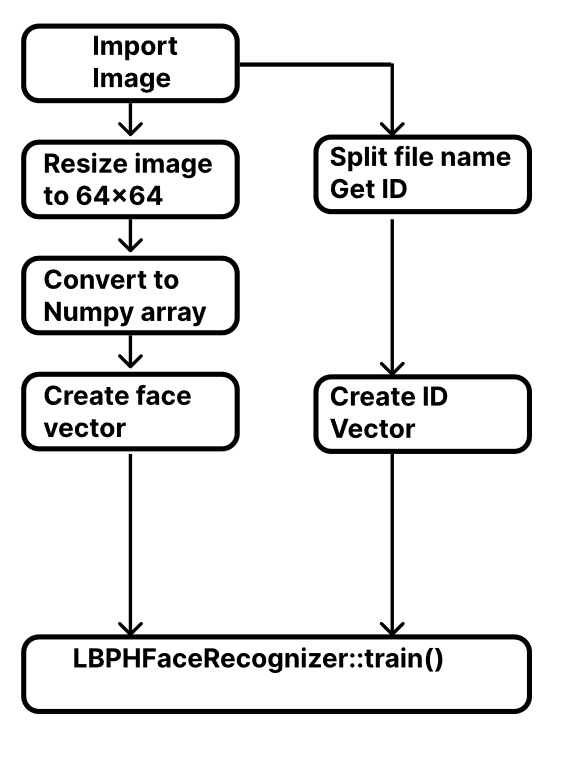 Import
Image
Resize image
to 64×64
Split file name
Get ID
Convert to
Numpy array
Create face
vector
Create ID
Vector
LBPHFaceRecognizer::train()